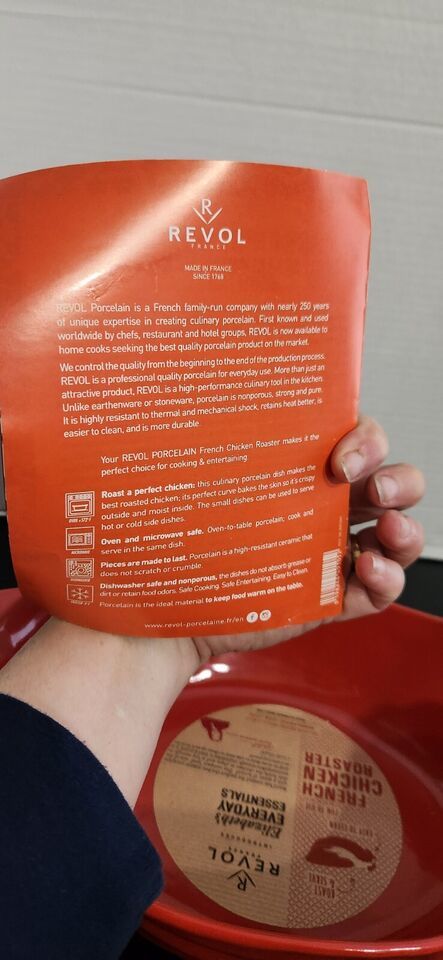 R
REVOL
FRANCE
MADE IN FRANCE
SINCE 1768
REVOL Porcelain is a French family-run company with nearly 250 years
of unique expertise in creating culinary porcelain. First known and used
worldwide by chefs, restaurant and hotel groups, REVOL is now available to
home cooks seeking the best quality porcelain product on the market.
We control the quality from the beginning to the end of the production process.
REVOL is a professional quality porcelain for everyday use. More than just an
attractive product, REVOL is a high-performance culinary tool in the kitchen.
Unlike earthenware or stoneware, porcelain is nonporous, strong and pure.
It is highly resistant to thermal and mechanical shock, retains heat better, is
easier to clean, and is more durable.
Your REVOL PORCELAIN French Chicken Roaster makes it the
perfect choice for cooking & entertaining.
Roast a perfect chicken: this culinary porcelain dish makes the
best roasted chicken; its perfect curve bakes the skin so it's crispy
outside and moist inside. The small dishes can be used to serve
hot or cold side dishes.
Oven and microwave safe. Oven-to-table porcelain; cook and
serve in the same dish.
MICROWAVE
Pieces are made to last. Porcelain is a high-resistant ceramic that
does not scratch or crumble.
DISHWASHER
Dishwasher safe and nonporous, the dishes do not absorb grease or
dirt or retain food odors. Safe Cooking. Safe Entertaining. Easy to Clean.
Porcelain is the ideal material to keep food warm on the table.
www.revol-porcelaine.fr/en
f
R
REVOL
FRANCE
INTRODUCES
Elizabeth's
EVERYDAY
ESSENTIALS
FRENCH
CHICKEN
ROASTER
EASY TO CLEAN
ROAST
& SERVE